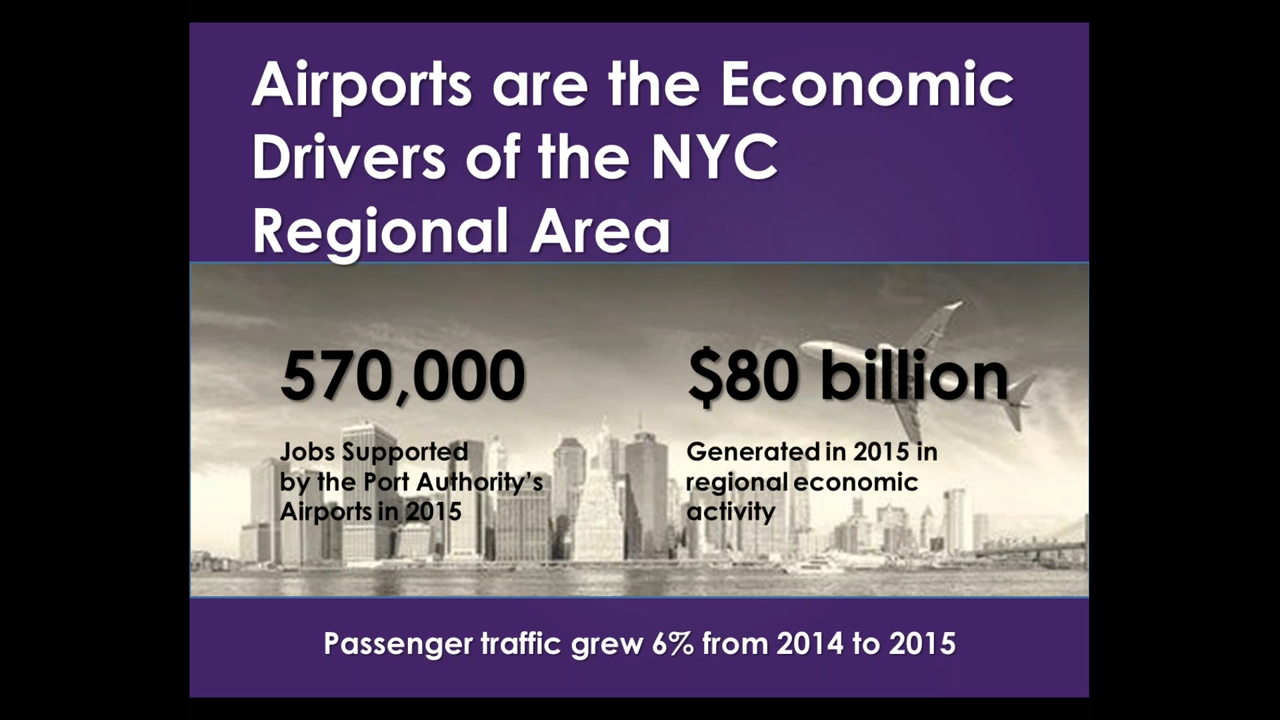 Airports are the Economic
Drivers of the NYC
Regional Area
570,000
Jobs Supported
by the Port Authority's
Airports in 2015
$80 billion
Generated in 2015 in
regional economic
activity
Passenger traffic grew 6% from 2014 to 2015